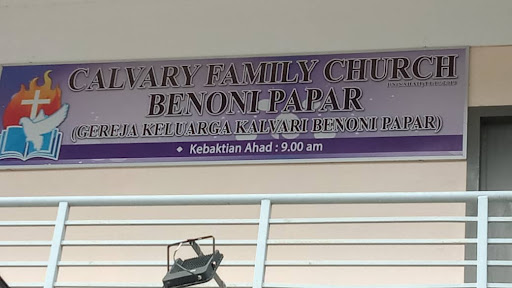 CALVARY FAMILY CHURCH
BENONI PAPAR
(GEREJA KELUARGA KALVARI BENONI PAPAR)
• Kebaktian Ahad : 9.00 am